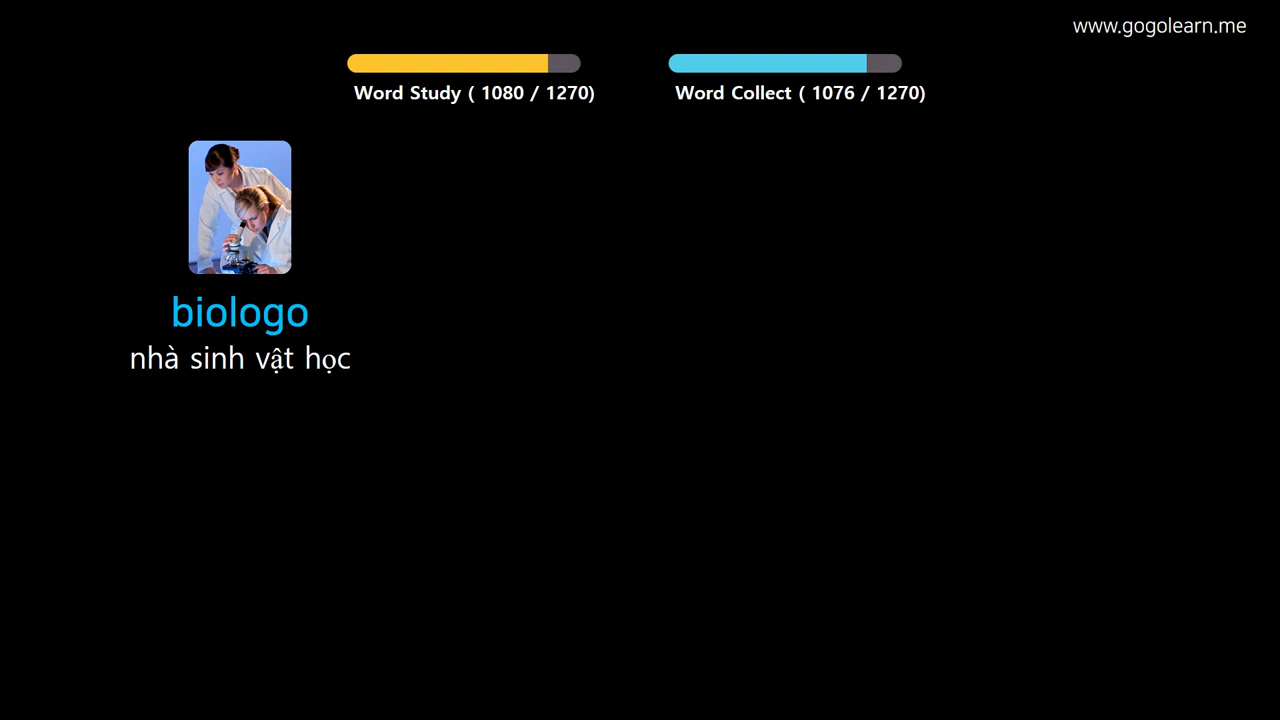 www.gogolearn.me
Word Study ( 1080 / 1270)
Word Collect ( 1076 / 1270)
biologo
nhà sinh vật học